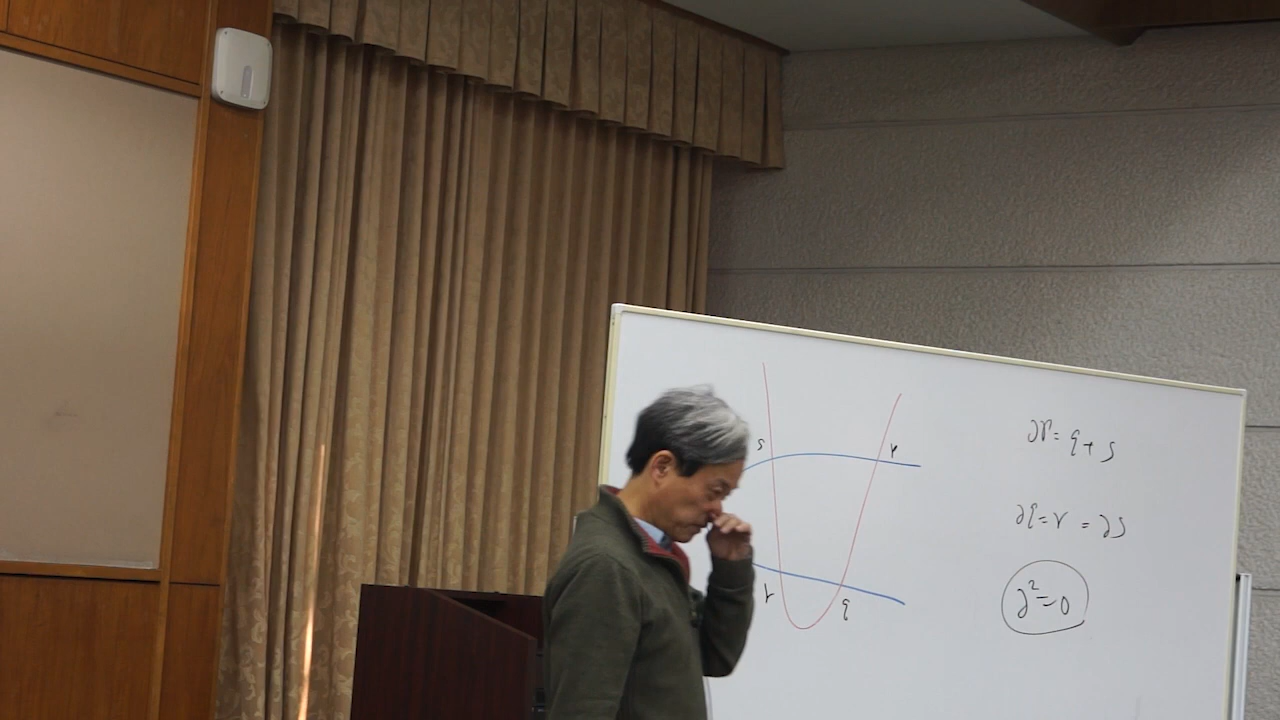 s
r
r
q
∂p = q + s
∂q = r = ∂s
∂² = 0